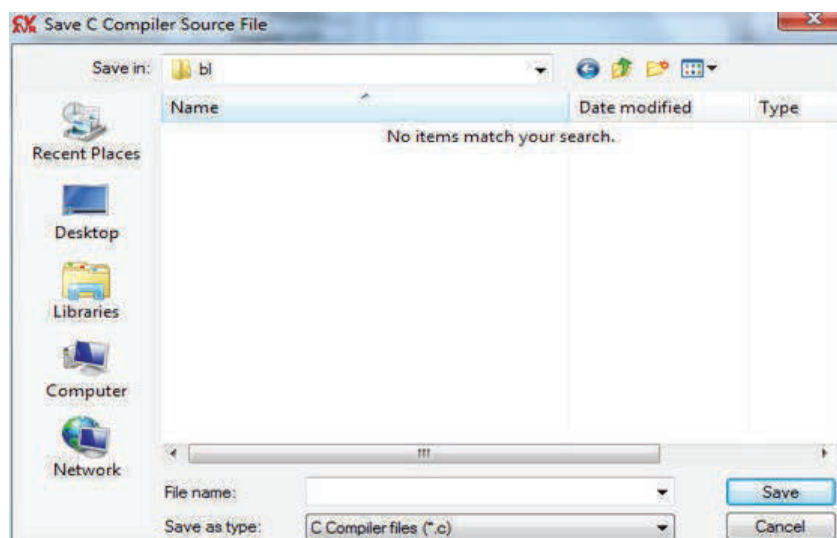 Save C Compiler Source File
Save in: bl
Name Date modified Type
No items match your search.
Recent Places
Desktop
Libraries
Computer
Network
File name:
Save
Save as type: C Compiler files (*.c)
Cancel